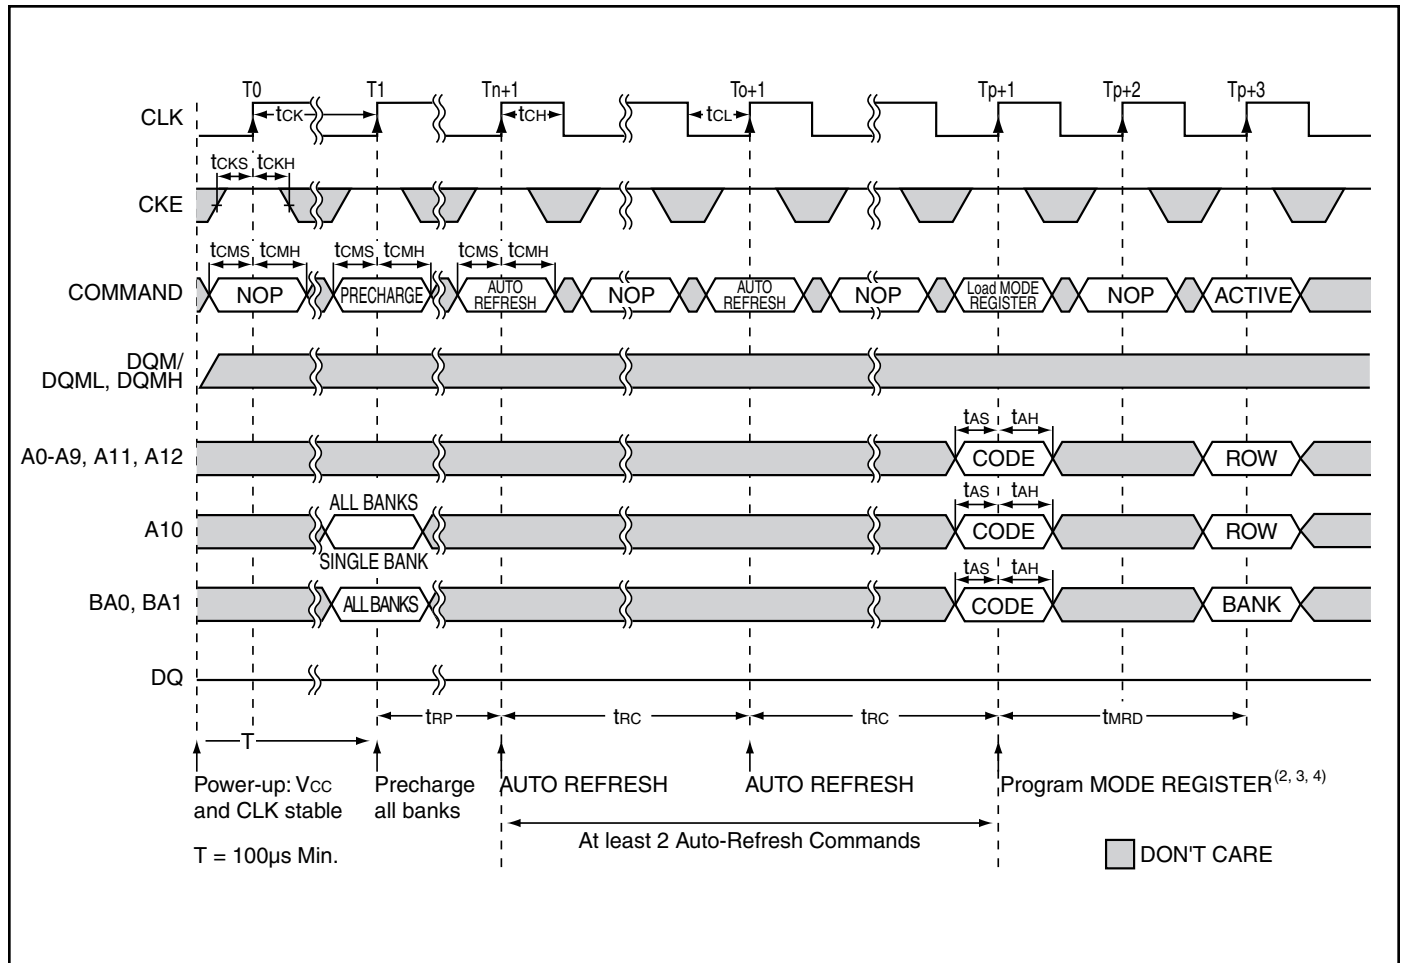 T0 T1 Tn+1 To+1 Tp+1 Tp+2 Tp+3
CLK tCK tCH tCL
tCKS tCKH
CKE
tCMS tCMH tCMS tCMH tCMS tCMH
COMMAND NOP PRECHARGE AUTO REFRESH NOP AUTO REFRESH NOP Load MODE REGISTER NOP ACTIVE
DQM/
DQML, DQMH
tAS tAH
A0-A9, A11, A12 CODE ROW
ALL BANKS tAS tAH
A10 CODE ROW
SINGLE BANK tAS tAH
BA0, BA1 ALL BANKS CODE BANK
DQ
tRP tRC tRC tMRD
T
Power-up: VCC
and CLK stable
Precharge
all banks
AUTO REFRESH
AUTO REFRESH
Program MODE REGISTER(2, 3, 4)
At least 2 Auto-Refresh Commands
T = 100µs Min.
DON'T CARE